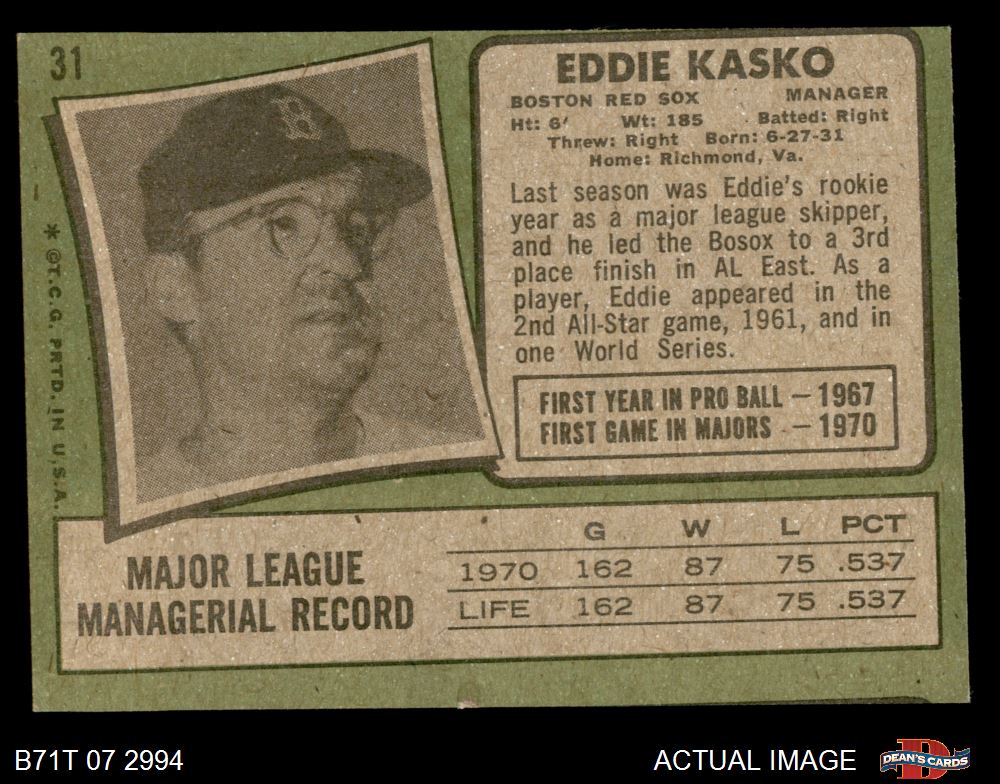 31
B
* ©T.C.G. PRTD. IN U.S.A.
EDDIE KASKO
BOSTON RED SOX MANAGER
Ht: 6' Wt: 185 Batted: Right
Threw: Right Born: 6-27-31
Home: Richmond, Va.
Last season was Eddie's rookie
year as a major league skipper,
and he led the Bosox to a 3rd
place finish in AL East. As a
player, Eddie appeared in the
2nd All-Star game, 1961, and in
one World Series.
FIRST YEAR IN PRO BALL — 1967
FIRST GAME IN MAJORS — 1970
MAJOR LEAGUE
MANAGERIAL RECORD
G W L PCT
1970 162 87 75 .537
LIFE 162 87 75 .537
B71T 07 2994
ACTUAL IMAGE
D
DEAN'S CARDS